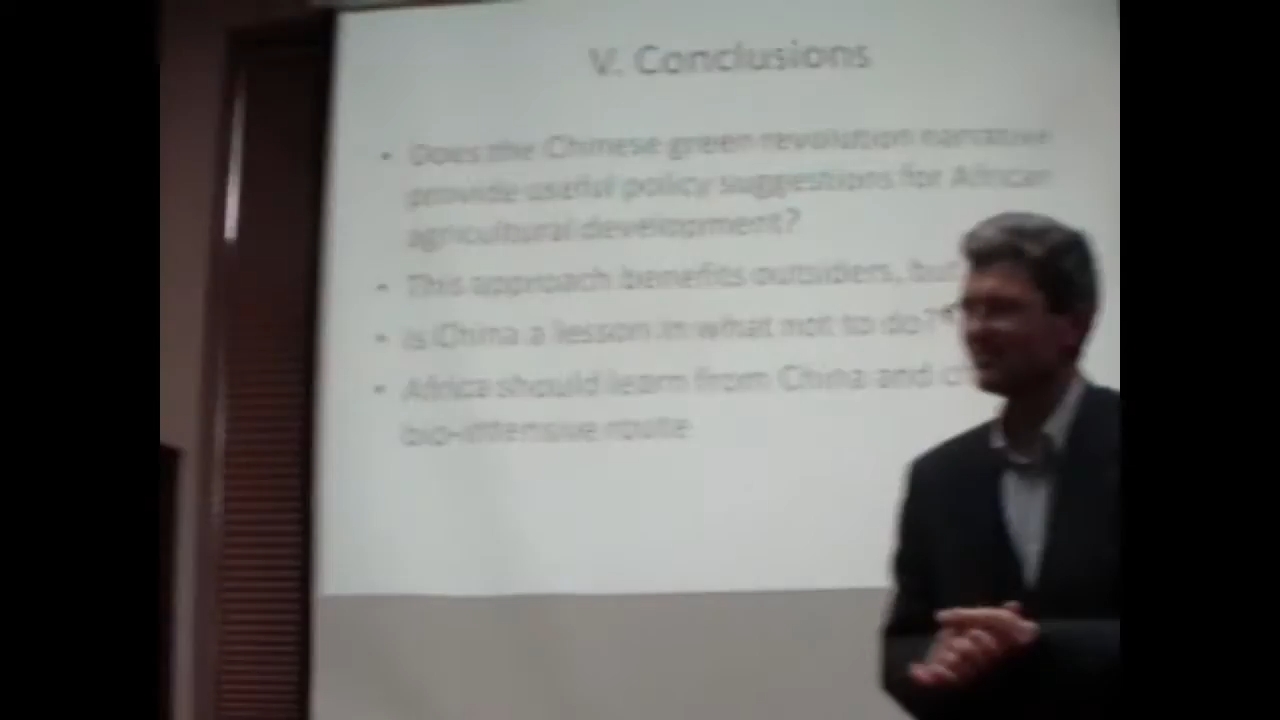 V. Conclusions
• Does the Chinese green revolution narrative
provide useful policy suggestions for African
agricultural development?
• This approach benefits outsiders, but
• Is China a lesson in what not to do?
• Africa should learn from China and
bio-intensive route